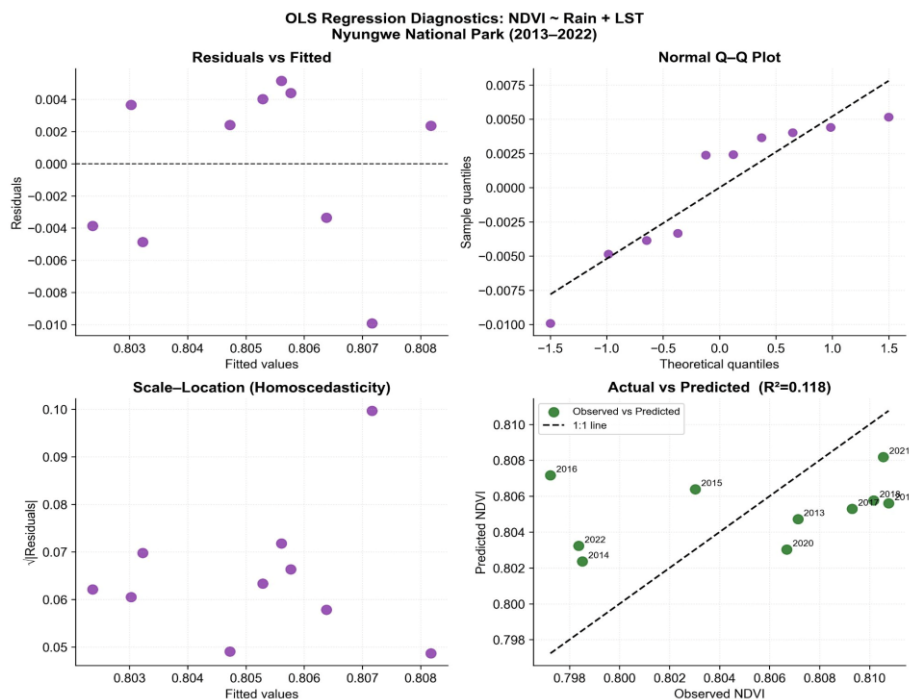 OLS Regression Diagnostics: NDVI ~ Rain + LST
Nyungwe National Park (2013–2022)
Residuals vs Fitted
0.004
0.002
0.000
−0.002
−0.004
−0.006
−0.008
−0.010
Residuals
0.803 0.804 0.805 0.806 0.807 0.808
Fitted values
Normal Q–Q Plot
0.0075
0.0050
0.0025
0.0000
−0.0025
−0.0050
−0.0075
−0.0100
Sample quantiles
−1.5 −1.0 −0.5 0.0 0.5 1.0 1.5
Theoretical quantiles
Scale–Location (Homoscedasticity)
0.10
0.09
0.08
0.07
0.06
0.05
√|Residuals|
0.803 0.804 0.805 0.806 0.807 0.808
Fitted values
Actual vs Predicted (R²=0.118)
Observed vs Predicted
1:1 line
0.810
0.808
0.806
0.804
0.802
0.800
0.798
Predicted NDVI
2021
2016
2015
2018
2017
201
2013
2020
2022
2014
0.798 0.800 0.802 0.804 0.806 0.808 0.810
Observed NDVI